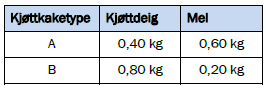 Kjøttkaketype Kjøttdeig Mel
A 0,40 kg 0,60 kg
B 0,80 kg 0,20 kg